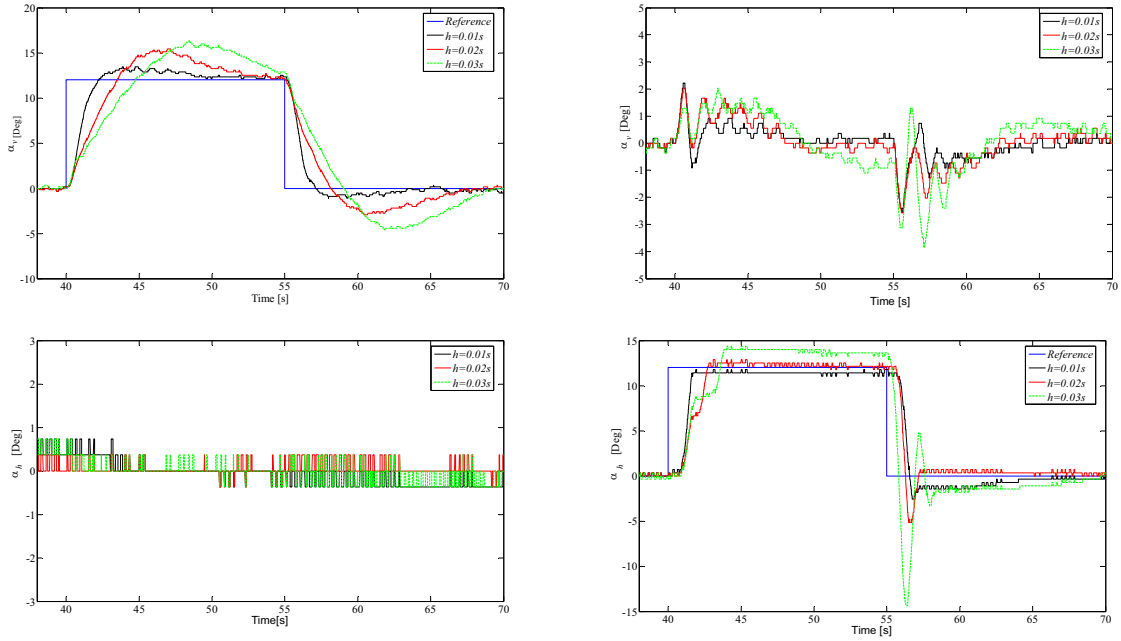 20
15
10
5
0
-5
-10
α_v [Deg]
40 45 50 55 60 65 70
Time [s]
Reference
h=0.01s
h=0.02s
h=0.03s
5
4
3
2
1
0
-1
-2
-3
-4
-5
α_v [Deg]
40 45 50 55 60 65 70
Time [s]
h=0.01s
h=0.02s
h=0.03s
3
2
1
0
-1
-2
-3
α_h [Deg]
40 45 50 55 60 65 70
Time[s]
h=0.01s
h=0.02s
h=0.03s
15
10
5
0
-5
-10
-15
α_h [Deg]
40 45 50 55 60 65 70
Time [s]
Reference
h=0.01s
h=0.02s
h=0.03s